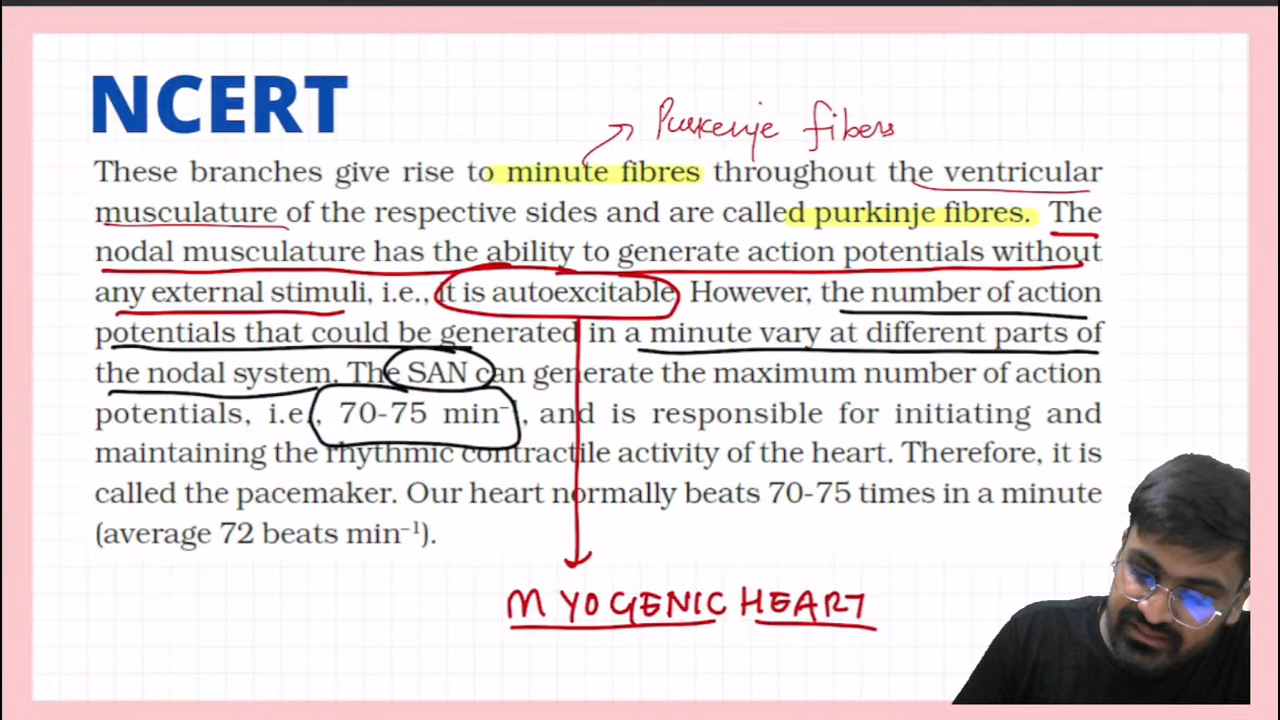 NCERT
Purkenje fibers
These branches give rise to minute fibres throughout the ventricular
musculature of the respective sides and are called purkinje fibres. The
nodal musculature has the ability to generate action potentials without
any external stimuli, i.e., it is autoexcitable. However, the number of action
potentials that could be generated in a minute vary at different parts of
the nodal system. The SAN can generate the maximum number of action
potentials, i.e., 70-75 min⁻¹, and is responsible for initiating and
maintaining the rhythmic contractile activity of the heart. Therefore, it is
called the pacemaker. Our heart normally beats 70-75 times in a minute
(average 72 beats min⁻¹).
MYOGENIC HEART